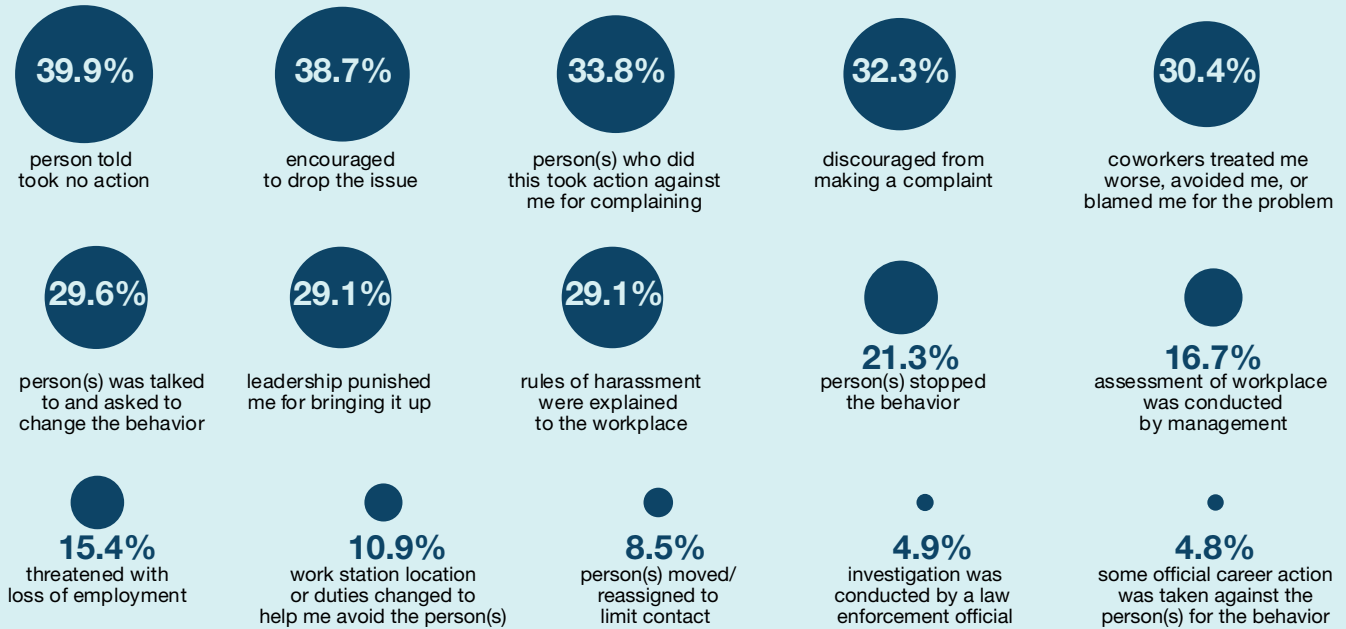 39.9%
person told
took no action
38.7%
encouraged
to drop the issue
33.8%
person(s) who did
this took action against
me for complaining
32.3%
discouraged from
making a complaint
30.4%
coworkers treated me
worse, avoided me, or
blamed me for the problem
29.6%
person(s) was talked
to and asked to
change the behavior
29.1%
leadership punished
me for bringing it up
29.1%
rules of harassment
were explained
to the workplace
21.3%
person(s) stopped
the behavior
16.7%
assessment of workplace
was conducted
by management
15.4%
threatened with
loss of employment
10.9%
work station location
or duties changed to
help me avoid the person(s)
8.5%
person(s) moved/
reassigned to
limit contact
4.9%
investigation was
conducted by a law
enforcement official
4.8%
some official career action
was taken against the
person(s) for the behavior